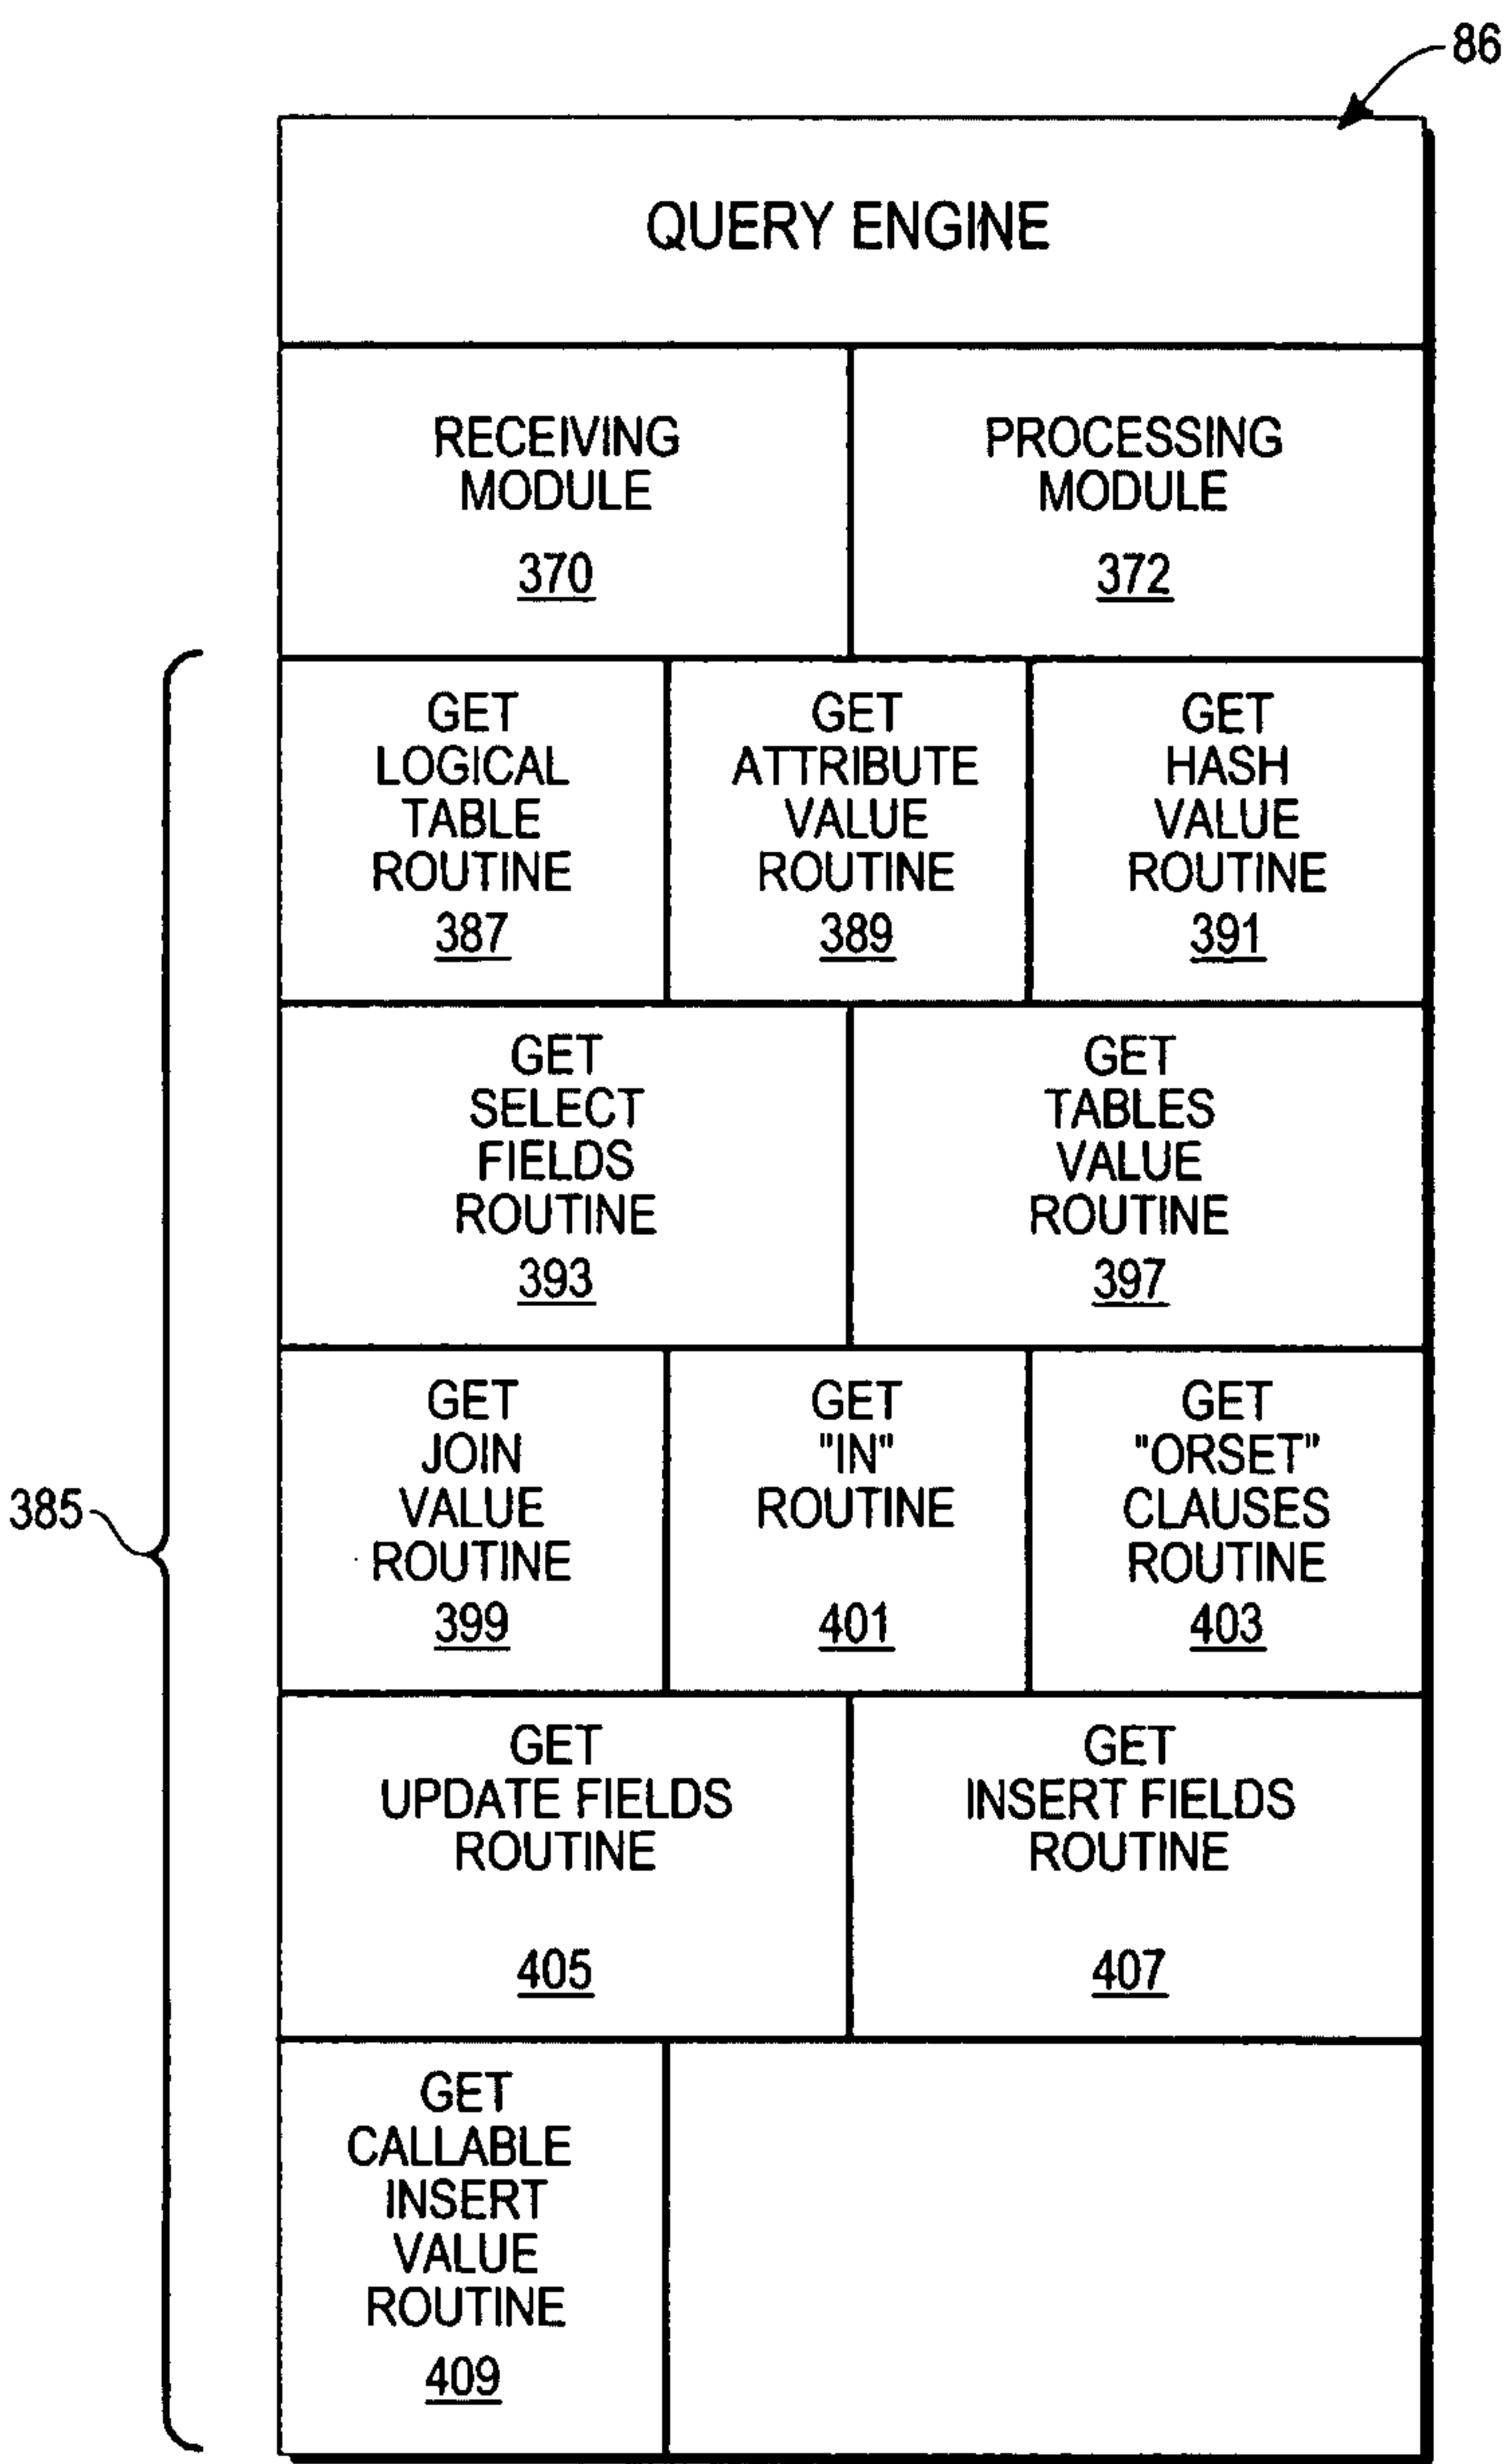 86
QUERY ENGINE
RECEIVING
MODULE
370
PROCESSING
MODULE
372
385
GET
LOGICAL
TABLE
ROUTINE
387
GET
ATTRIBUTE
VALUE
ROUTINE
389
GET
HASH
VALUE
ROUTINE
391
GET
SELECT
FIELDS
ROUTINE
393
GET
TABLES
VALUE
ROUTINE
397
GET
JOIN
VALUE
ROUTINE
399
GET
"IN"
ROUTINE
401
GET
"ORSET"
CLAUSES
ROUTINE
403
GET
UPDATE FIELDS
ROUTINE
405
GET
INSERT FIELDS
ROUTINE
407
GET
CALLABLE
INSERT
VALUE
ROUTINE
409